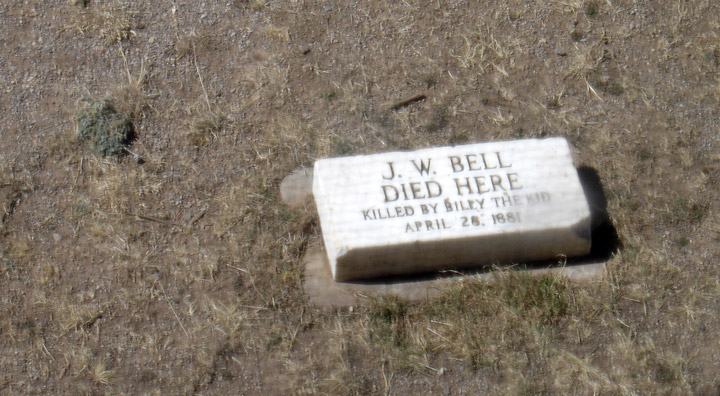 J. W. BELL
DIED HERE
KILLED BY BILLY THE KID
APRIL 28, 1881